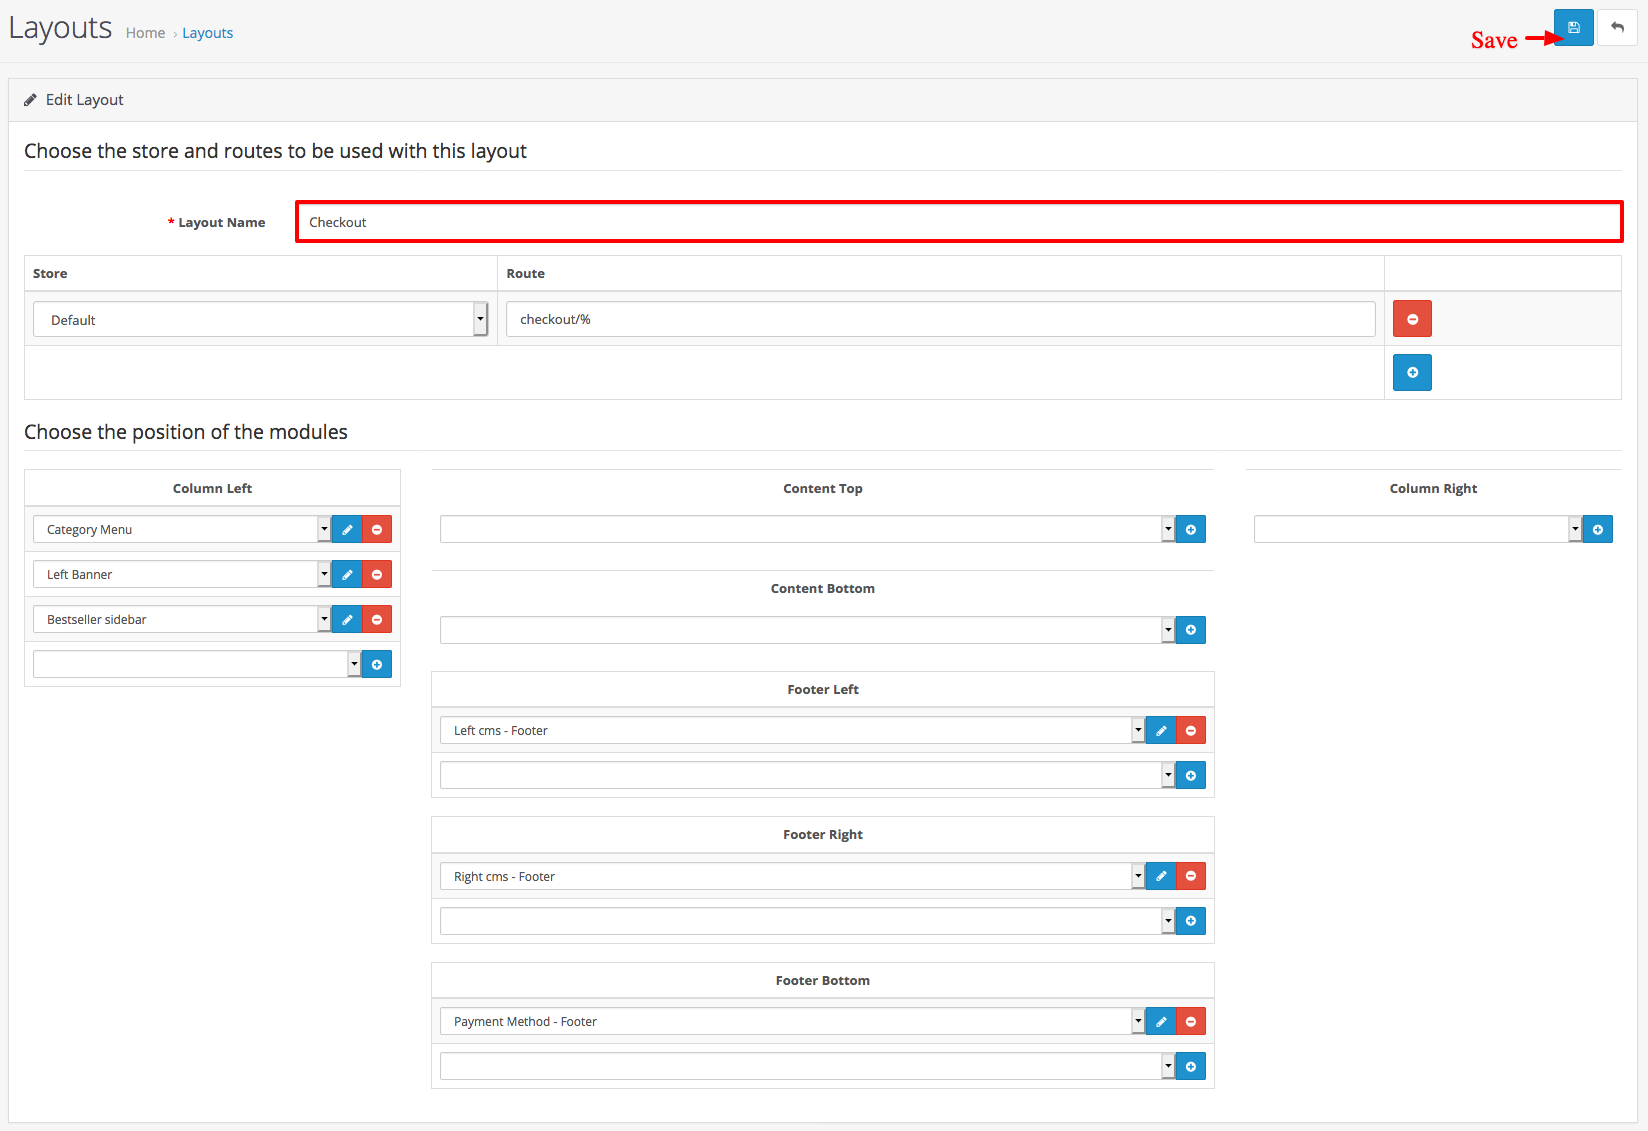 Layouts Home › Layouts
Save
Edit Layout
Choose the store and routes to be used with this layout
* Layout Name Checkout
Store Route
Default checkout/%
Choose the position of the modules
Column Left
Category Menu
Left Banner
Bestseller sidebar
Content Top
Content Bottom
Footer Left
Left cms - Footer
Footer Right
Right cms - Footer
Footer Bottom
Payment Method - Footer
Column Right